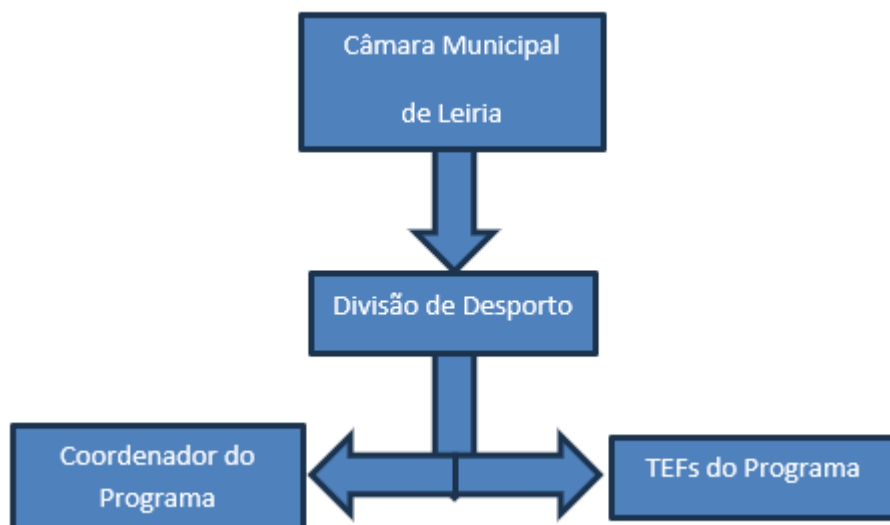 Câmara Municipal
de Leiria
Divisão de Desporto
Coordenador do
Programa
TEFs do Programa